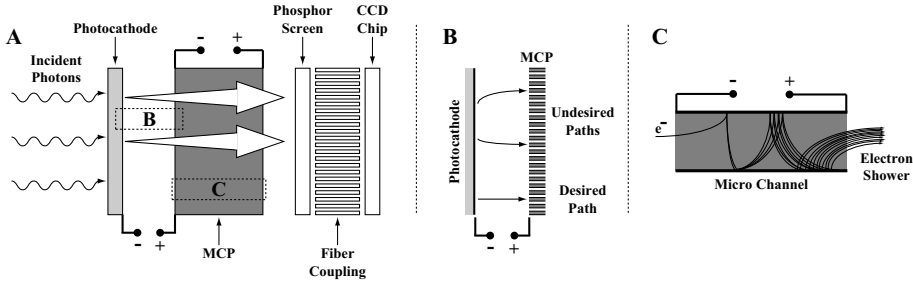 A
Photocathode
Incident
Photons
- +
Phosphor
Screen
CCD
Chip
B
C
- +
MCP
Fiber
Coupling
B
MCP
Photocathode
Undesired
Paths
Desired
Path
- +
C
- +
e-
Micro Channel
Electron
Shower